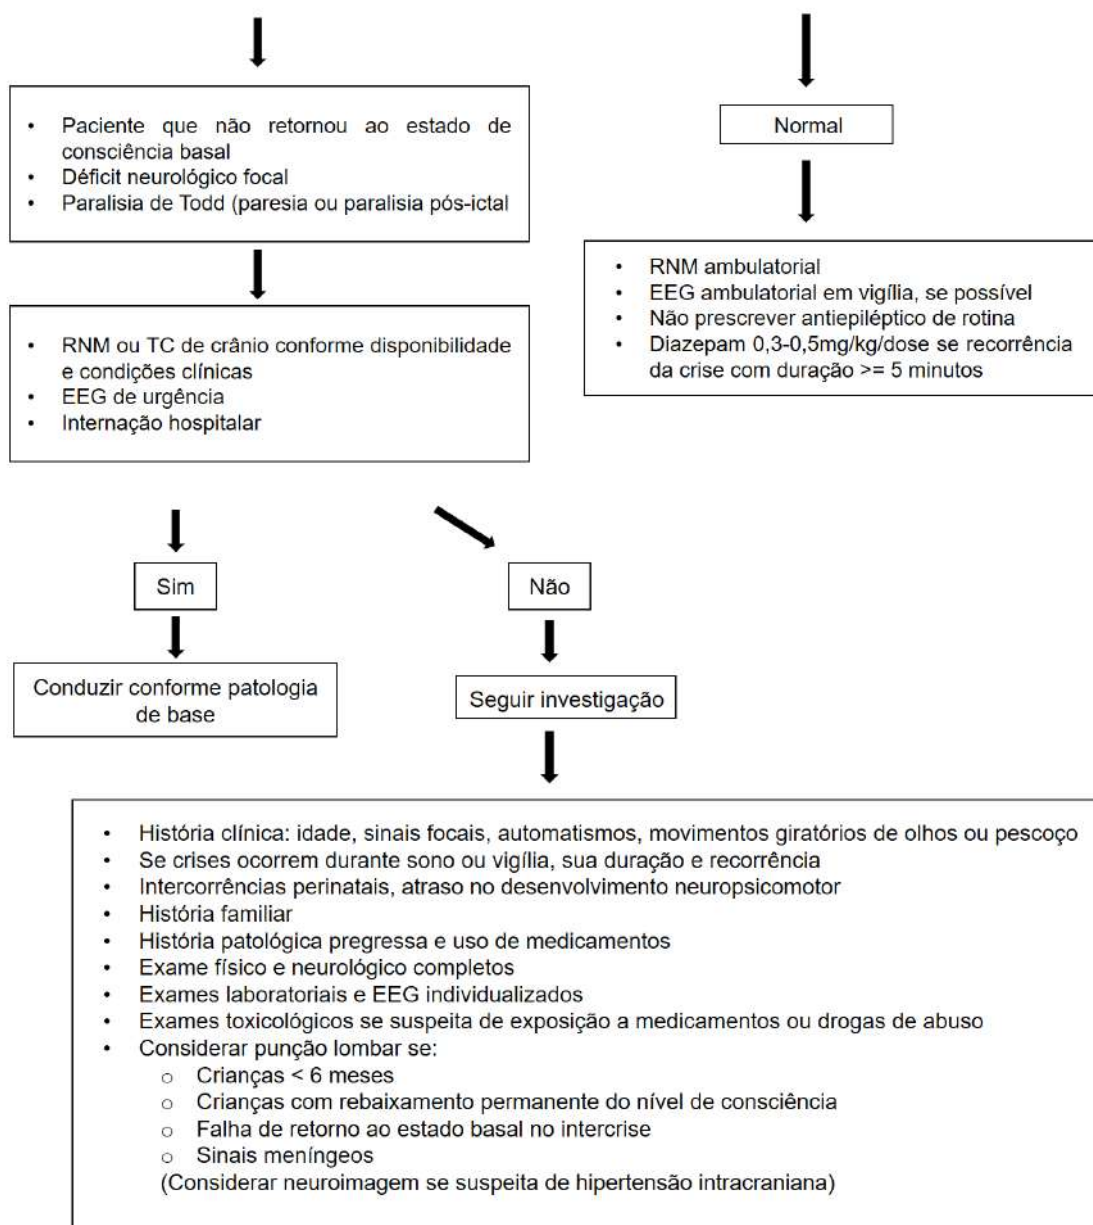 • Paciente que não retornou ao estado de
consciência basal
• Déficit neurológico focal
• Paralisia de Todd (paresia ou paralisia pós-ictal
Normal
• RNM ou TC de crânio conforme disponibilidade
e condições clínicas
• EEG de urgência
• Internação hospitalar
• RNM ambulatorial
• EEG ambulatorial em vigília, se possível
• Não prescrever antiepiléptico de rotina
• Diazepam 0,3-0,5mg/kg/dose se recorrência
da crise com duração >= 5 minutos
Sim
Não
Conduzir conforme patologia
de base
Seguir investigação
• História clínica: idade, sinais focais, automatismos, movimentos giratórios de olhos ou pescoço
• Se crises ocorrem durante sono ou vigília, sua duração e recorrência
• Intercorrências perinatais, atraso no desenvolvimento neuropsicomotor
• História familiar
• História patológica pregressa e uso de medicamentos
• Exame físico e neurológico completos
• Exames laboratoriais e EEG individualizados
• Exames toxicológicos se suspeita de exposição a medicamentos ou drogas de abuso
• Considerar punção lombar se:
o Crianças < 6 meses
o Crianças com rebaixamento permanente do nível de consciência
o Falha de retorno ao estado basal no intercrise
o Sinais meníngeos
(Considerar neuroimagem se suspeita de hipertensão intracraniana)